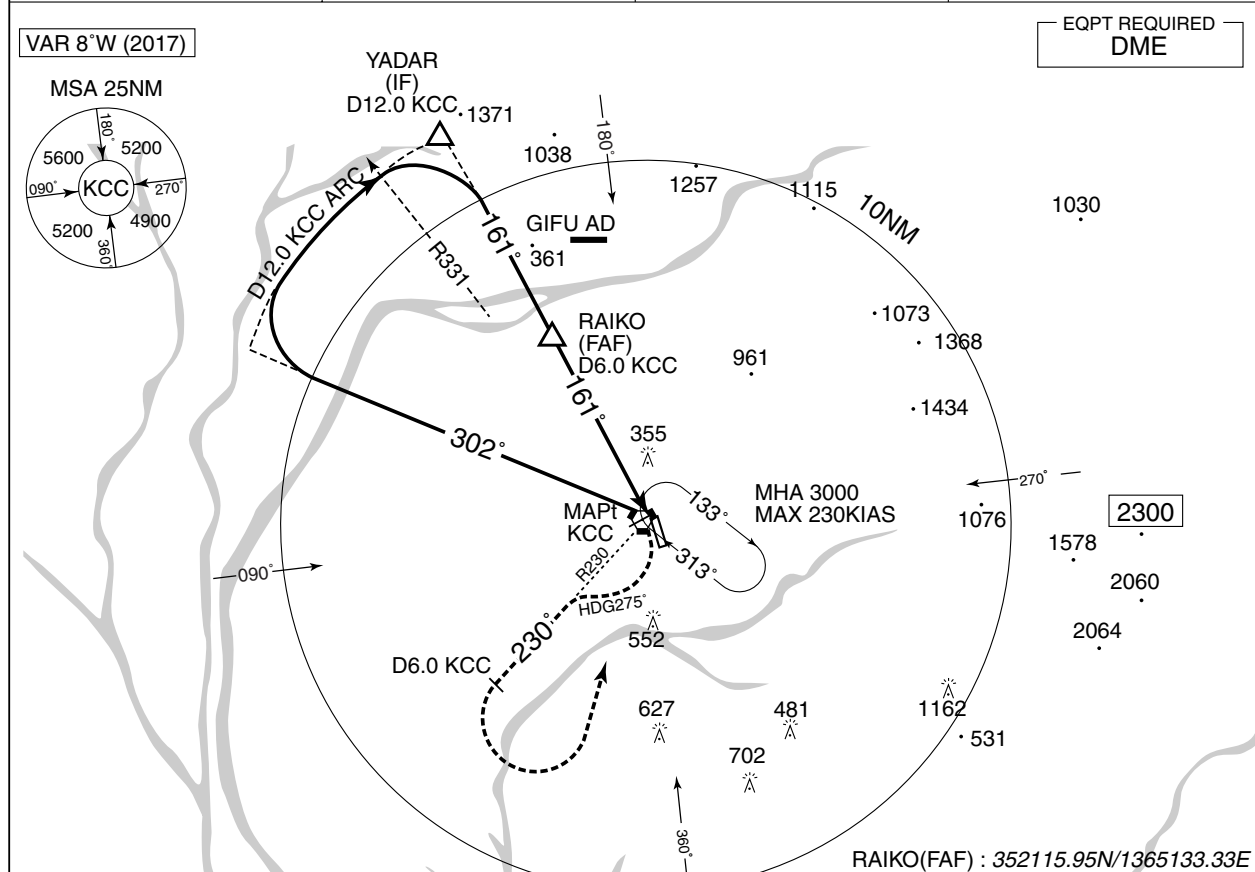 VAR 8˚W (2017)
MSA 25NM
180˚
5600
5200
090˚
KCC
270˚
5200
4900
360˚
EQPT REQUIRED
DME
YADAR
(IF)
D12.0 KCC
1371
1038
180˚
1257
1115
10NM
1030
GIFU AD
361
D12.0 KCC ARC
R331
161˚
RAIKO
(FAF)
D6.0 KCC
1073
1368
961
1434
161˚
302˚
355
270˚
133˚
MHA 3000
MAX 230KIAS
MAPt
KCC
1076
2300
313˚
1578
R230
090˚
HDG275˚
2060
552
230˚
2064
D6.0 KCC
627
481
1162
531
702
360˚
RAIKO(FAF) : 352115.95N/1365133.33E